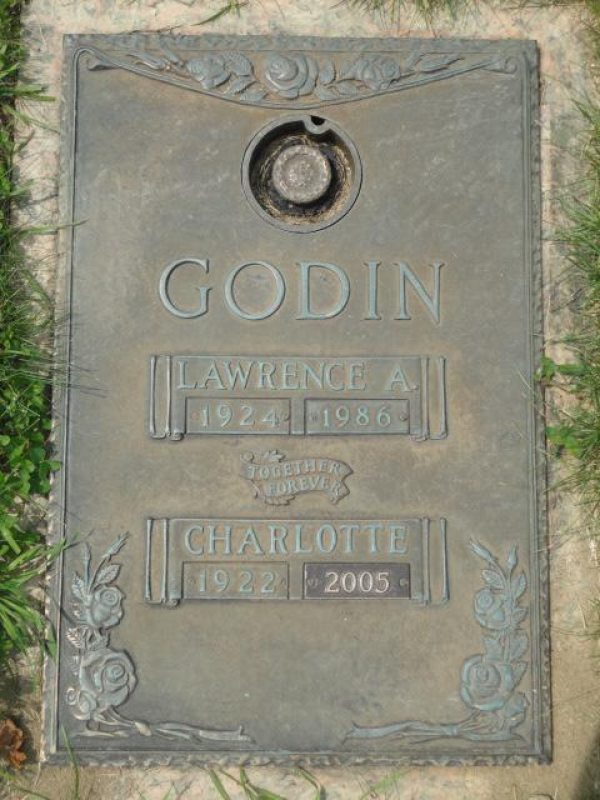 GODIN
LAWRENCE A.
1924 1986
TOGETHER
FOREVER
CHARLOTTE
1922 2005